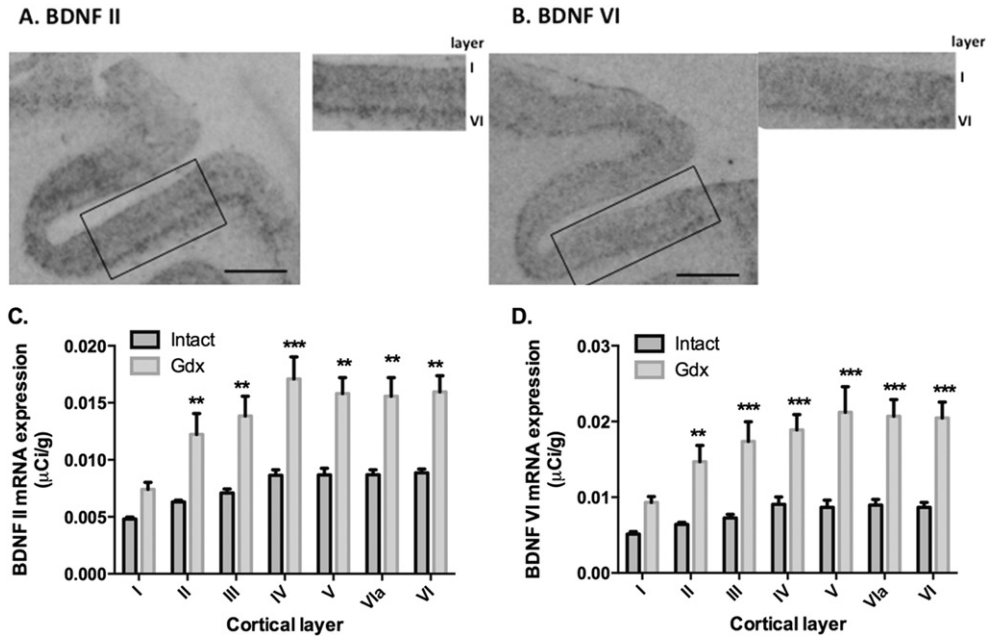 A. BDNF II
B. BDNF VI
layer
I
VI
layer
I
VI
C.
Intact
Gdx
BDNF II mRNA expression
(μCi/g)
0.020
0.015
0.010
0.005
0.000
** ** *** ** ** **
I II III IV V VIa VI
Cortical layer
D.
Intact
Gdx
BDNF VI mRNA expression
(μCi/g)
0.03
0.02
0.01
0.00
** *** *** *** *** ***
I II III IV V VIa VI
Cortical layer